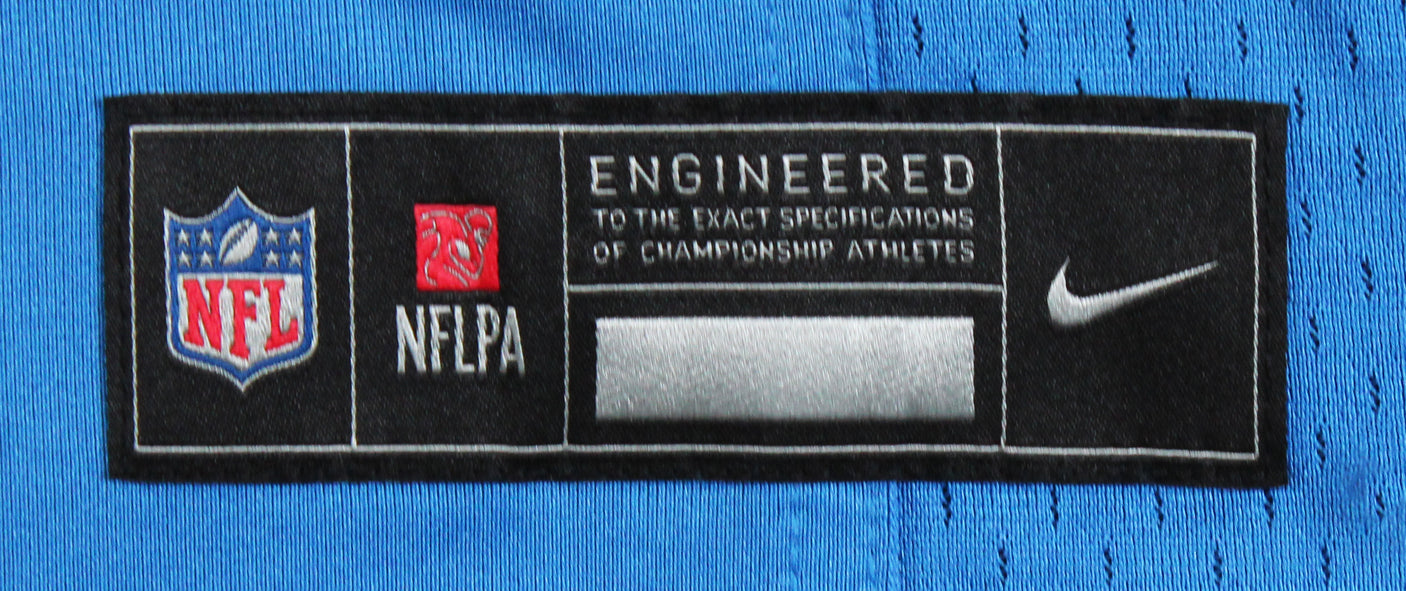 NFL
NFLPA
ENGINEERED
TO THE EXACT SPECIFICATIONS
OF CHAMPIONSHIP ATHLETES